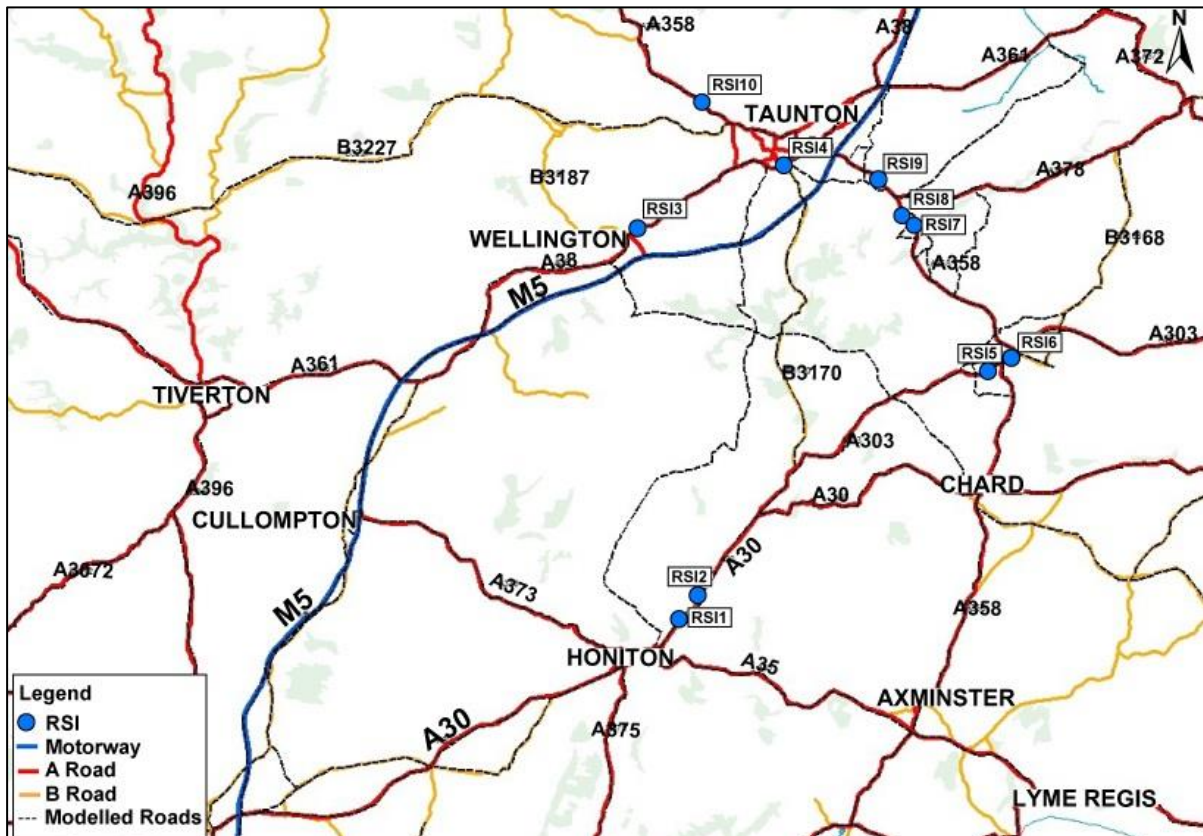 A358
A38
A361
A372
N
RSI10
TAUNTON
B3227
RSI4
RSI9
A378
A396
B3187
RSI3
RSI8
RSI7
WELLINGTON
B3168
A38
A358
M5
A303
RSI5
RSI6
A361
B3170
TIVERTON
A303
CHARD
A30
A396
CULLOMPTON
A30
A3072
A373
RSI2
M5
RSI1
A358
HONITON
A35
Legend
RSI
Motorway
A Road
B Road
Modelled Roads
A30
A375
AXMINSTER
LYME REGIS